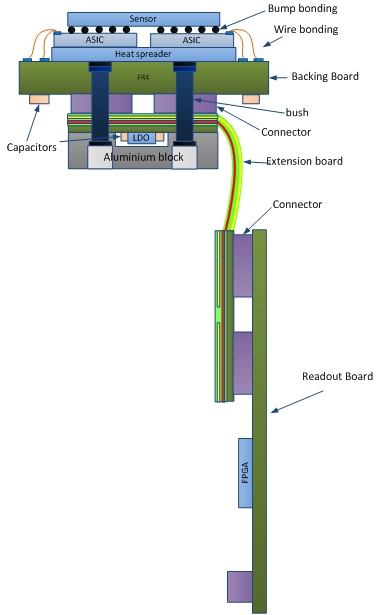 Sensor
Bump bonding
Wire bonding
ASIC
ASIC
Heat spreader
FR4
Backing Board
bush
Connector
Capacitors
LDO
Aluminium block
Extension board
Connector
Readout Board
FPGA